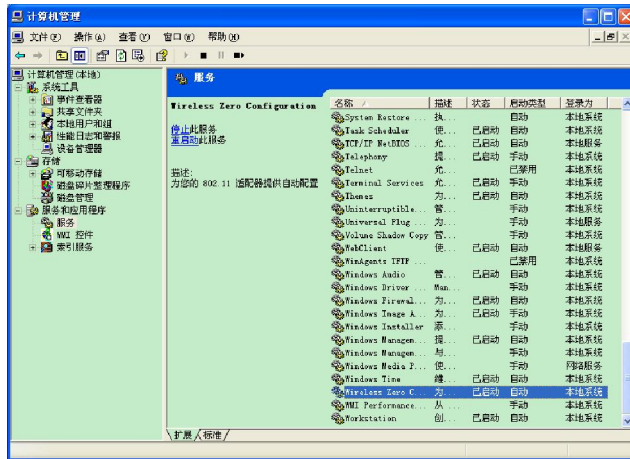 计算机管理
文件(F) 操作(A) 查看(V) 窗口(W) 帮助(H)
计算机管理(本地)
系统工具
事件查看器
共享文件夹
本地用户和组
性能日志和警报
设备管理器
存储
可移动存储
磁盘碎片整理程序
磁盘管理
服务和应用程序
服务
WMI 控件
索引服务
服务
Wireless Zero Configuration
停止此服务
重启动此服务
描述:
为您的 802.11 适配器提供自动配置
名称 描述 状态 启动类型 登录为
System Restore ... 执... 自动 本地系统
Task Scheduler 使... 已启动 自动 本地系统
TCP/IP NetBIOS ... 允... 已启动 自动 本地服务
Telephony 提... 已启动 手动 本地系统
Telnet 允... 已禁用 本地系统
Terminal Services 允... 已启动 手动 本地系统
Themes 为... 已启动 自动 本地系统
Uninterruptible... 管... 手动 本地系统
Universal Plug ... 为... 手动 本地服务
Volume Shadow Copy 管... 手动 本地系统
WebClient 使... 已启动 自动 本地服务
WinAgents TFTP ... 已禁用 本地系统
Windows Audio 管... 已启动 自动 本地系统
Windows Driver ... Man... 手动 本地系统
Windows Firewal... 为... 已启动 自动 本地系统
Windows Image A... 为... 已启动 手动 本地系统
Windows Installer 添... 手动 本地系统
Windows Managem... 提... 已启动 自动 本地系统
Windows Managem... 与... 手动 本地系统
Windows Media P... 使... 手动 网络服务
Windows Time 维... 已启动 自动 本地系统
Wireless Zero C... 为... 已启动 自动 本地系统
WMI Performance... 从... 手动 本地系统
Workstation 创... 已启动 自动 本地系统
扩展 标准